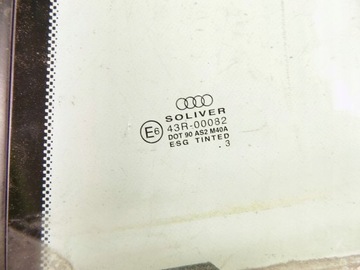 SOLIVER
E6 43R-00082
DOT 90 AS2 M40A
ESG TINTED
. 3